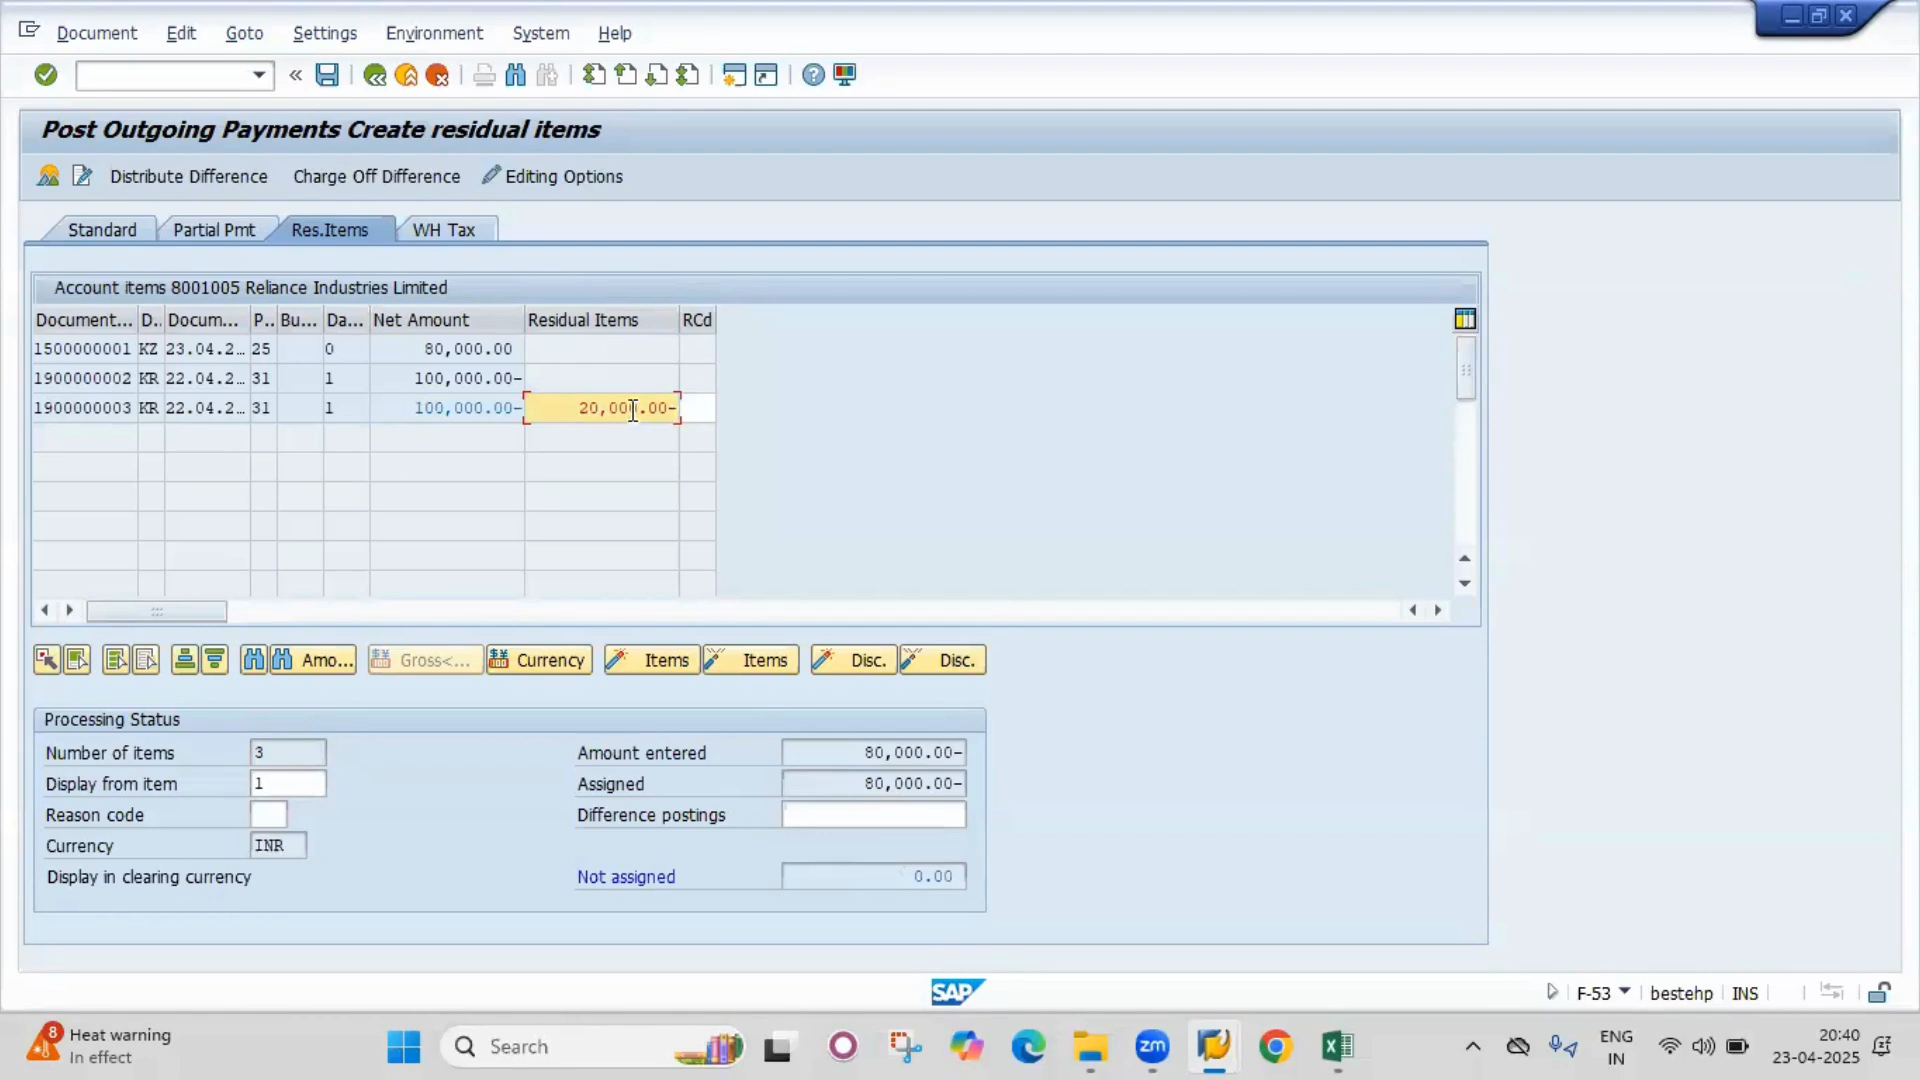 Document Edit Goto Settings Environment System Help
Post Outgoing Payments Create residual items
Distribute Difference Charge Off Difference Editing Options
Standard Partial Pmt Res.Items WH Tax
Account items 8001005 Reliance Industries Limited
Document... D.. Docum... P.. Bu... Da... Net Amount Residual Items RCd
1500000001 KZ 23.04.2... 25 0 80,000.00
1900000002 KR 22.04.2... 31 1 100,000.00-
1900000003 KR 22.04.2... 31 1 100,000.00- 20,000.00-
Amo... Gross<... Currency Items Items Disc. Disc.
Processing Status
Number of items 3 Amount entered 80,000.00-
Display from item 1 Assigned 80,000.00-
Reason code Difference postings
Currency INR
Display in clearing currency Not assigned 0.00
SAP F-53 bestehp INS
8 Heat warning
In effect
Search
zm
ENG
IN
20:40
23-04-2025